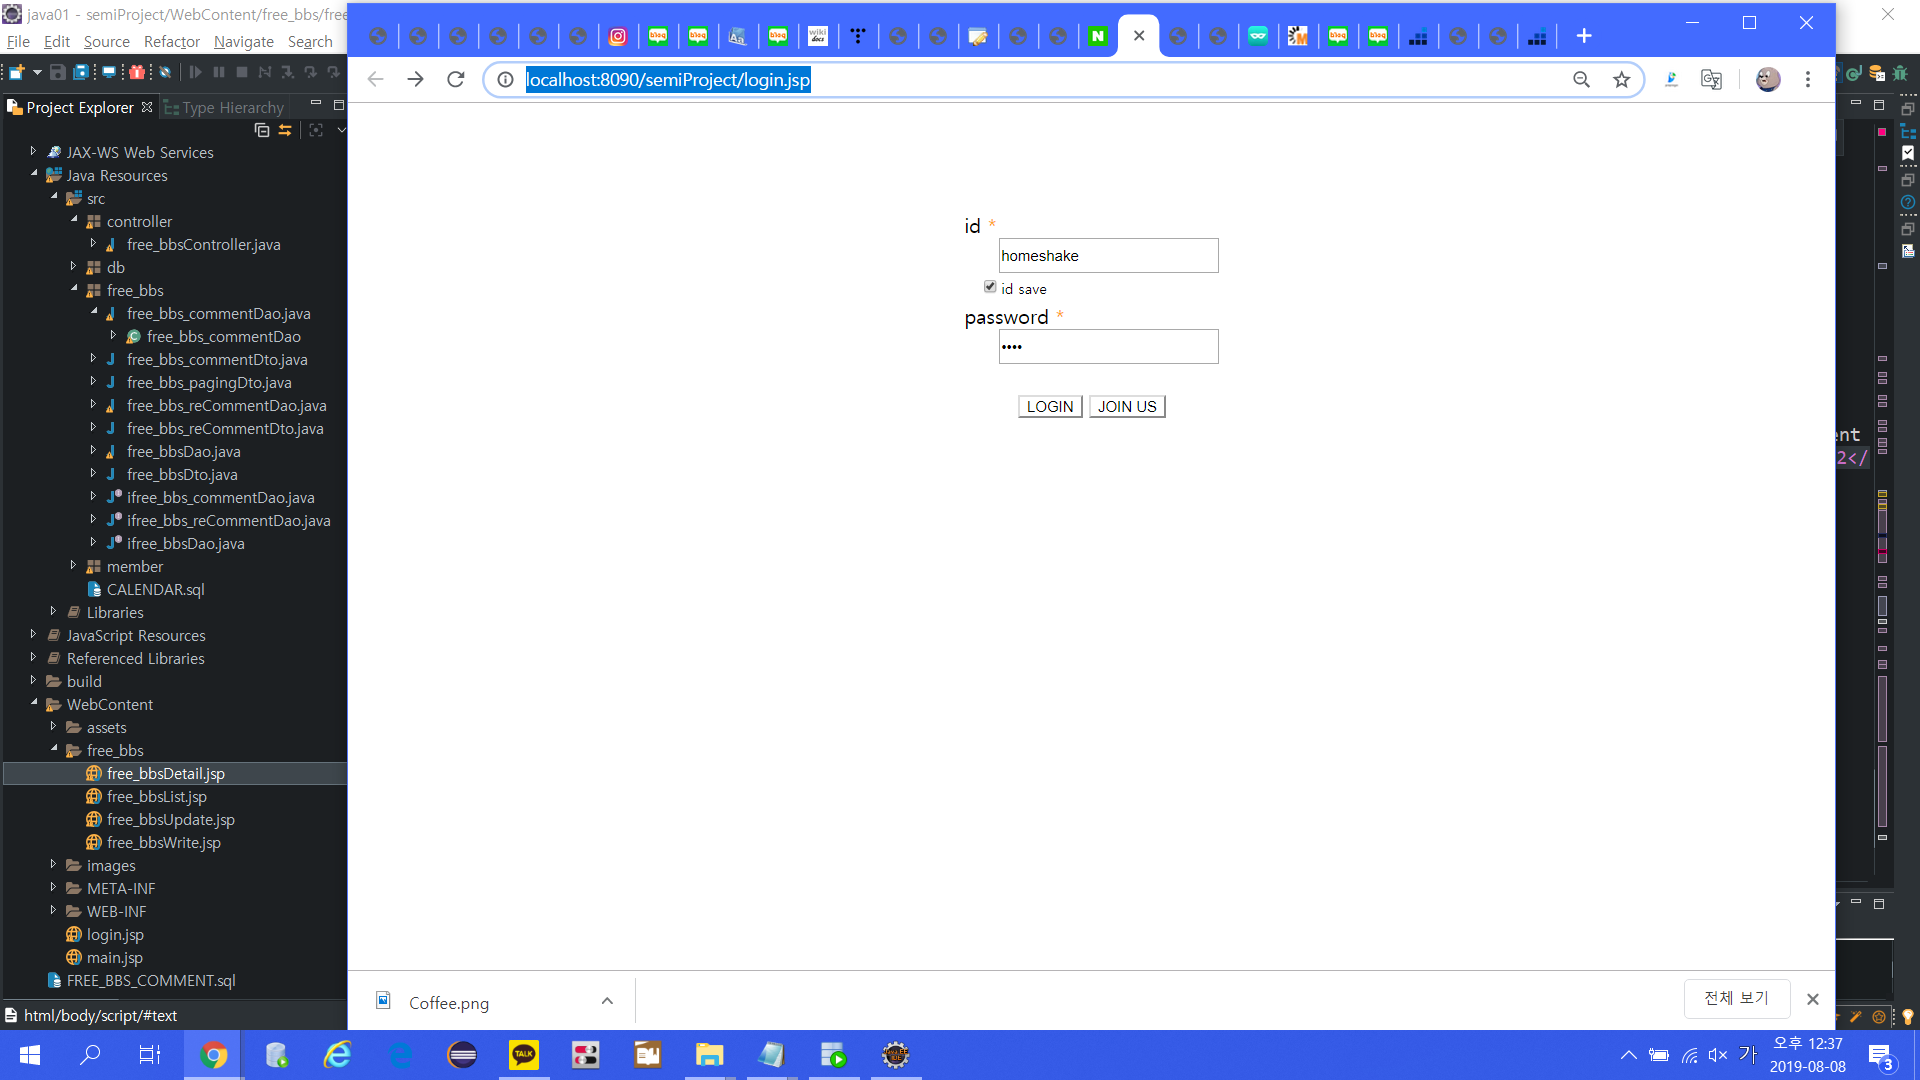 java01 - semiProject/WebContent/free_bbs/free
File Edit Source Refactor Navigate Search
localhost:8090/semiProject/login.jsp
Project Explorer
Type Hierarchy
JAX-WS Web Services
Java Resources
src
controller
free_bbsController.java
db
free_bbs
free_bbs_commentDao.java
free_bbs_commentDao
free_bbs_commentDto.java
free_bbs_pagingDto.java
free_bbs_reCommentDao.java
free_bbs_reCommentDto.java
free_bbsDao.java
free_bbsDto.java
ifree_bbs_commentDao.java
ifree_bbs_reCommentDao.java
ifree_bbsDao.java
member
CALENDAR.sql
Libraries
JavaScript Resources
Referenced Libraries
build
WebContent
assets
free_bbs
free_bbsDetail.jsp
free_bbsList.jsp
free_bbsUpdate.jsp
free_bbsWrite.jsp
images
META-INF
WEB-INF
login.jsp
main.jsp
FREE_BBS_COMMENT.sql
html/body/script/#text
id *
homeshake
id save
password *
••••
LOGIN JOIN US
ent
2</
Coffee.png
전체 보기
TALK
가
오후 12:37
2019-08-08
3